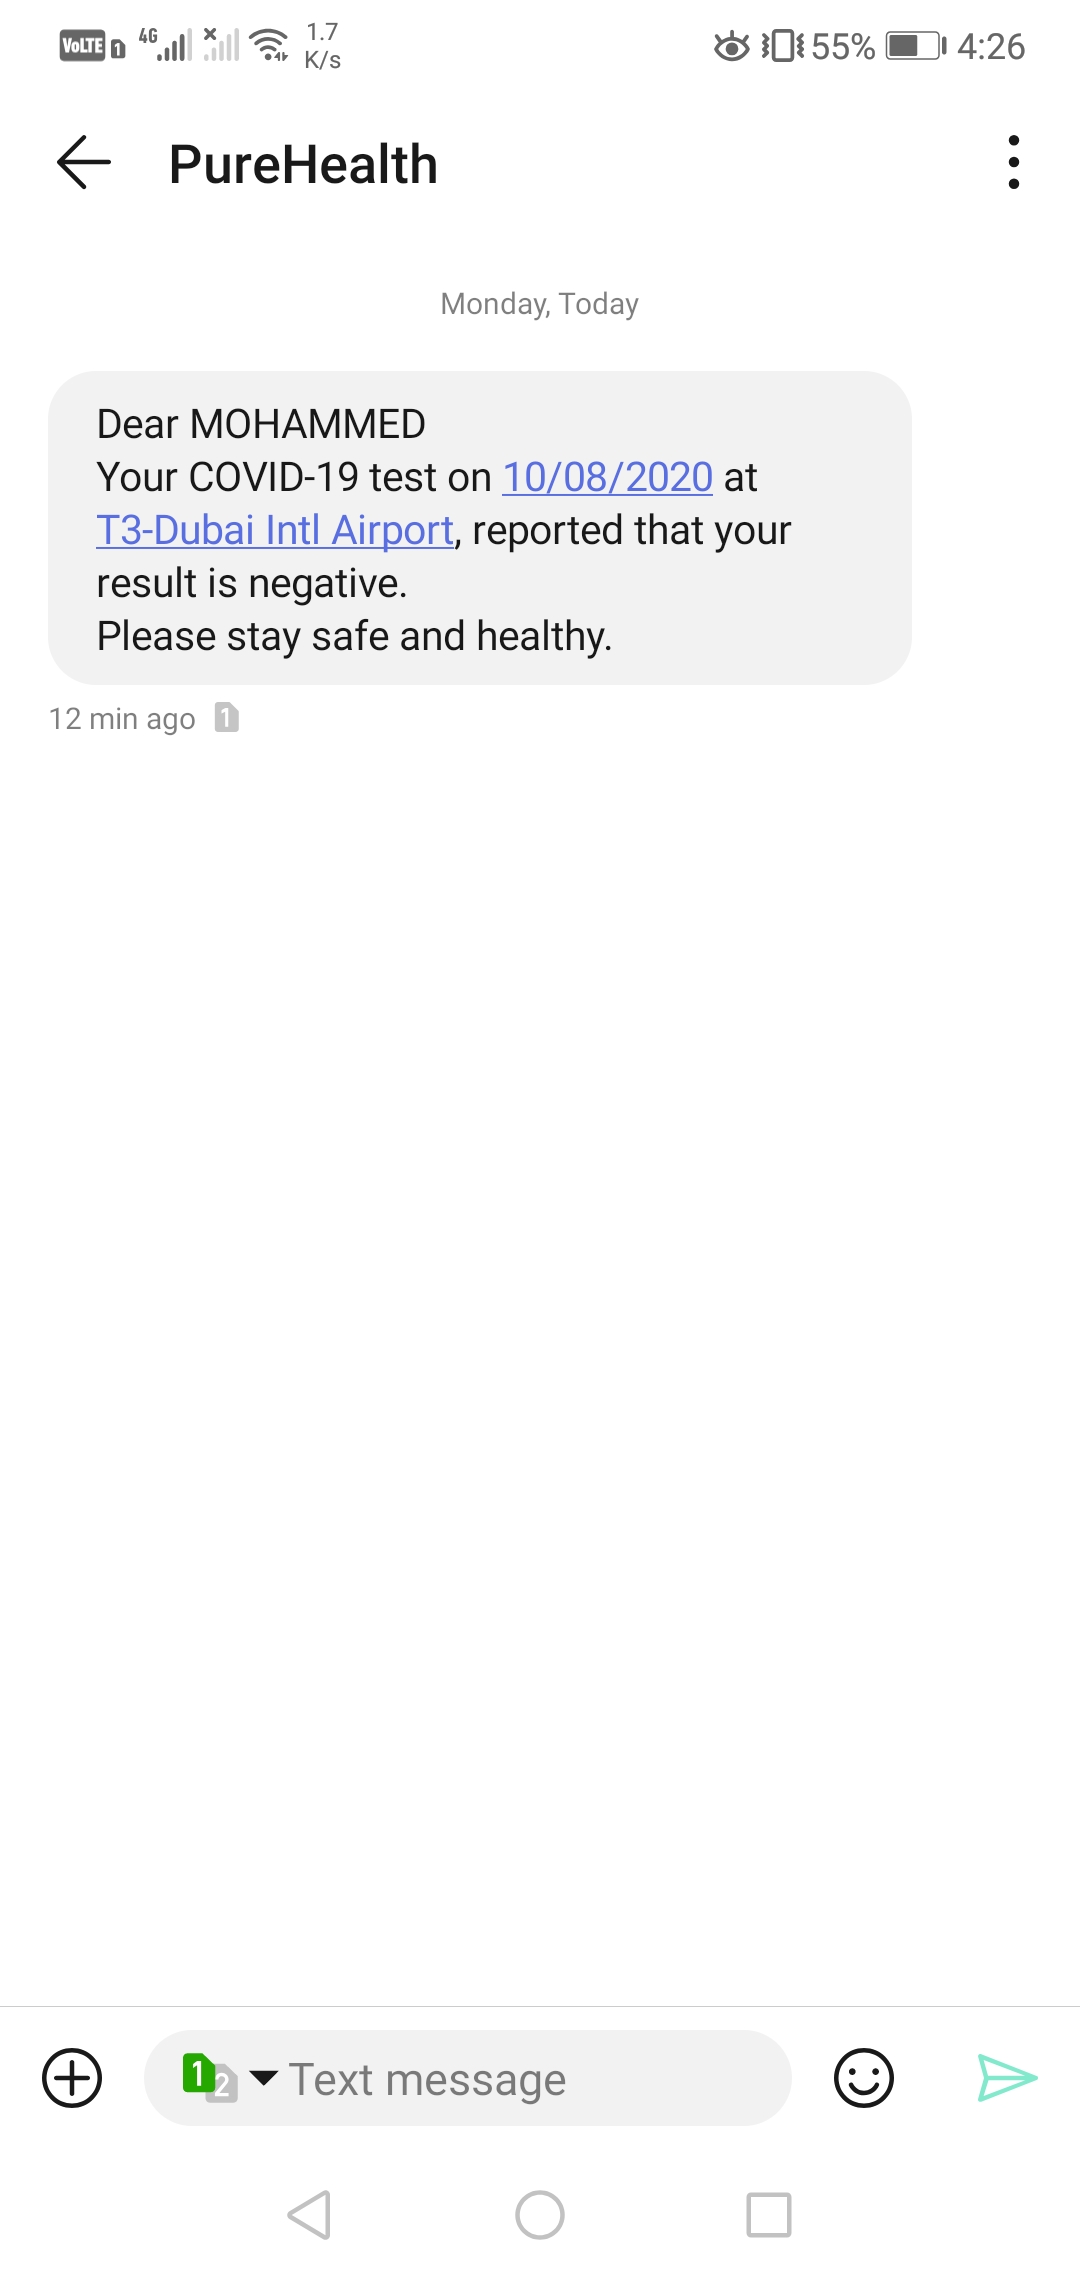 VoLTE 1 4G 1.7 K/s 55% 4:26
PureHealth
Monday, Today
Dear MOHAMMED
Your COVID-19 test on 10/08/2020 at
T3-Dubai Intl Airport, reported that your
result is negative.
Please stay safe and healthy.
12 min ago 1
1 2 Text message